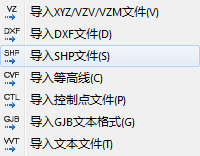 VZ 导入XYZ/VZV/VZM文件(V)
DXF 导入DXF文件(D)
SHP 导入SHP文件(S)
CVF 导入等高线(C)
CTL 导入控制点文件(P)
GJB 导入GJB文本格式(G)
VVT 导入文本文件(T)